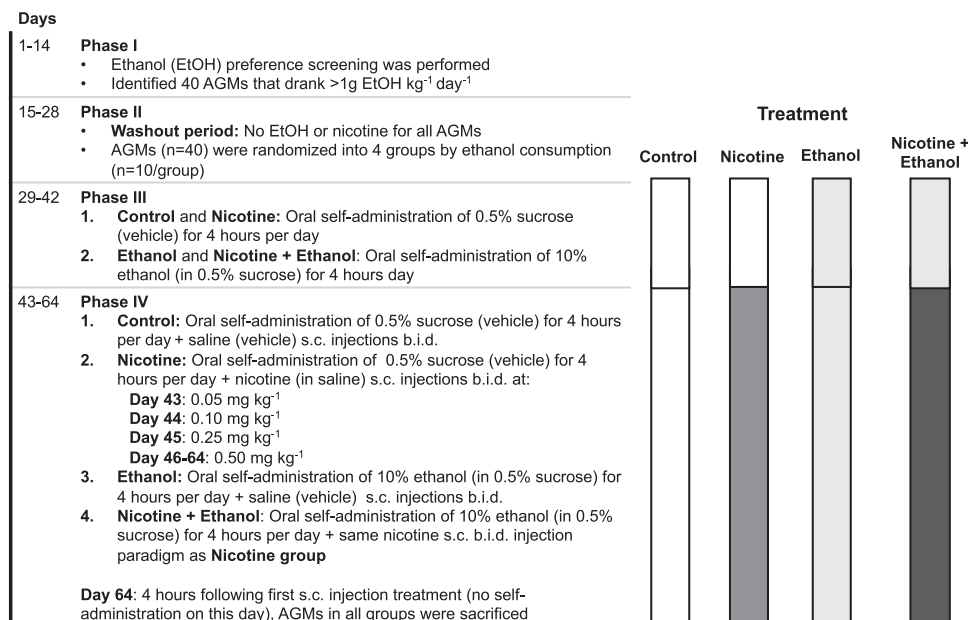 Days
1-14
Phase I
• Ethanol (EtOH) preference screening was performed
• Identified 40 AGMs that drank >1g EtOH kg⁻¹ day⁻¹
15-28
Phase II
• Washout period: No EtOH or nicotine for all AGMs
• AGMs (n=40) were randomized into 4 groups by ethanol consumption
(n=10/group)
Treatment
Control
Nicotine
Ethanol
Nicotine +
Ethanol
29-42
Phase III
1. Control and Nicotine: Oral self-administration of 0.5% sucrose
(vehicle) for 4 hours per day
2. Ethanol and Nicotine + Ethanol: Oral self-administration of 10%
ethanol (in 0.5% sucrose) for 4 hours day
43-64
Phase IV
1. Control: Oral self-administration of 0.5% sucrose (vehicle) for 4 hours
per day + saline (vehicle) s.c. injections b.i.d.
2. Nicotine: Oral self-administration of 0.5% sucrose (vehicle) for 4
hours per day + nicotine (in saline) s.c. injections b.i.d. at:
Day 43: 0.05 mg kg⁻¹
Day 44: 0.10 mg kg⁻¹
Day 45: 0.25 mg kg⁻¹
Day 46-64: 0.50 mg kg⁻¹
3. Ethanol: Oral self-administration of 10% ethanol (in 0.5% sucrose) for
4 hours per day + saline (vehicle) s.c. injections b.i.d.
4. Nicotine + Ethanol: Oral self-administration of 10% ethanol (in 0.5%
sucrose) for 4 hours per day + same nicotine s.c. b.i.d. injection
paradigm as Nicotine group
Day 64: 4 hours following first s.c. injection treatment (no self-
administration on this day), AGMs in all groups were sacrificed